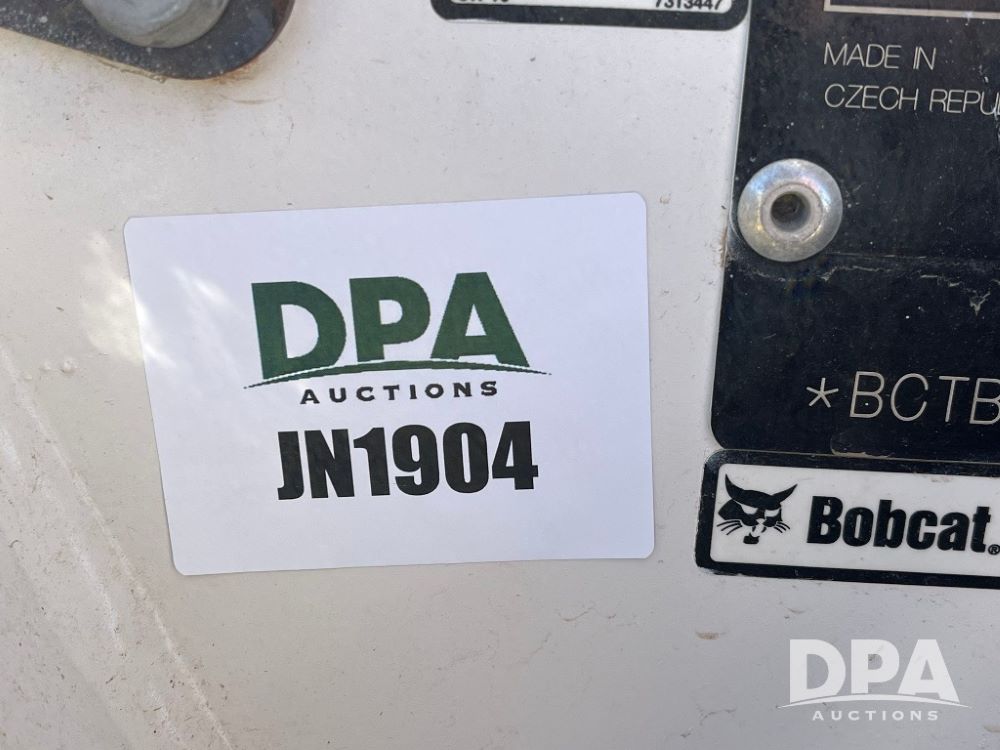 7313447
MADE IN
CZECH REPU
DPA
AUCTIONS
JN1904
*BCTB
Bobcat®
DPA
AUCTIONS